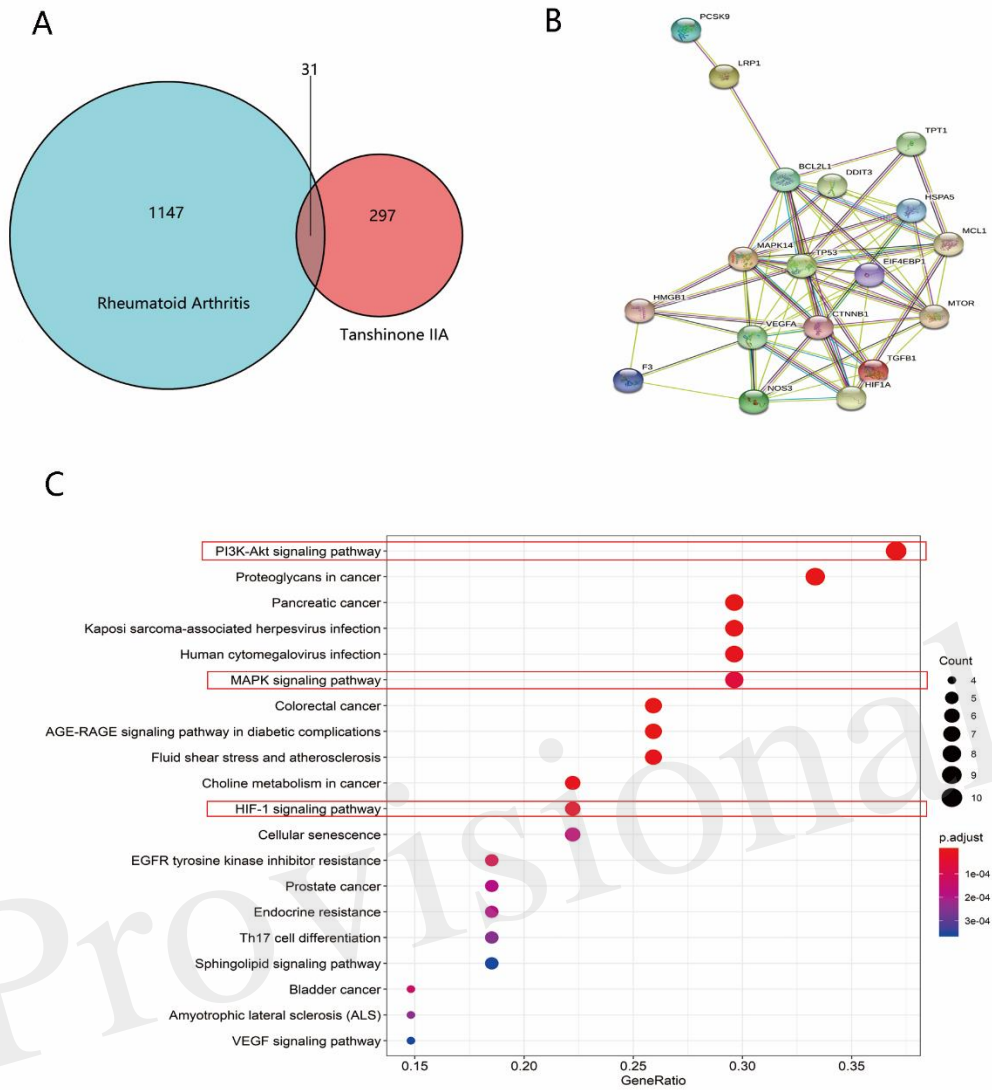 A
B
31
1147
297
Rheumatoid Arthritis
Tanshinone IIA
PCSK9
LRP1
TPT1
BCL2L1
DDIT3
HSPA5
MCL1
MAPK14
TP53
EIF4EBP1
HMGB1
MTOR
VEGFA
CTNNB1
F3
TGFB1
NOS3
HIF1A
C
PI3K-Akt signaling pathway
Proteoglycans in cancer
Pancreatic cancer
Kaposi sarcoma-associated herpesvirus infection
Human cytomegalovirus infection
MAPK signaling pathway
Colorectal cancer
AGE-RAGE signaling pathway in diabetic complications
Fluid shear stress and atherosclerosis
Choline metabolism in cancer
HIF-1 signaling pathway
Cellular senescence
EGFR tyrosine kinase inhibitor resistance
Prostate cancer
Endocrine resistance
Th17 cell differentiation
Sphingolipid signaling pathway
Bladder cancer
Amyotrophic lateral sclerosis (ALS)
VEGF signaling pathway
0.15 0.20 0.25 0.30 0.35
GeneRatio
Count
4
5
6
7
8
9
10
p.adjust
1e-04
2e-04
3e-04
Provisional